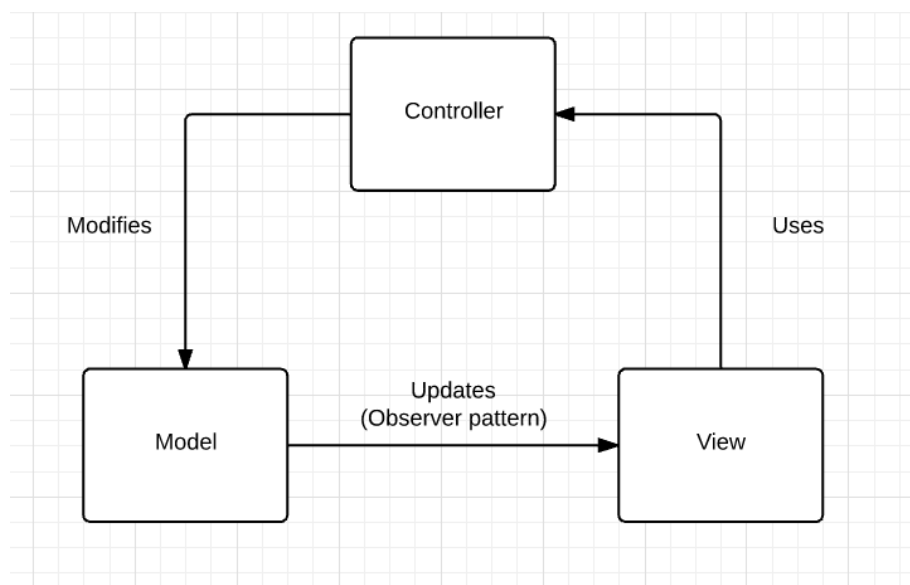 Controller
Modifies
Uses
Updates
(Observer pattern)
Model
View